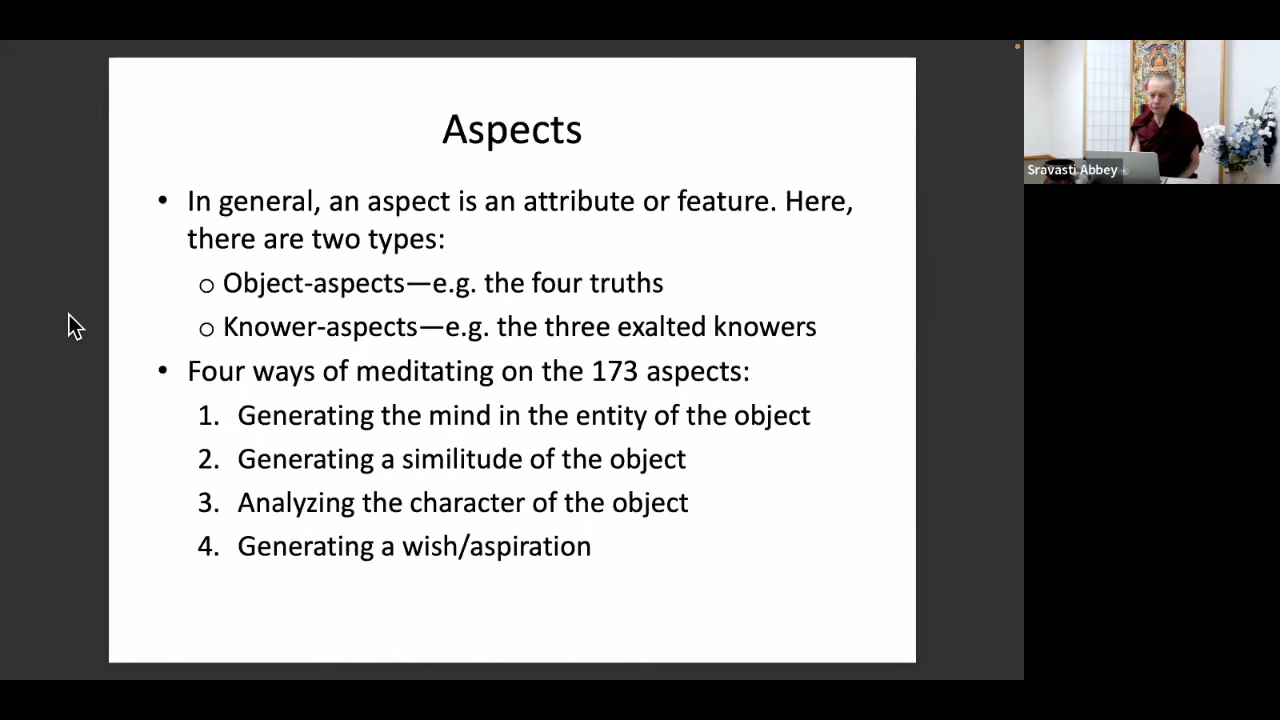 Aspects
• In general, an aspect is an attribute or feature. Here,
there are two types:
o Object-aspects—e.g. the four truths
o Knower-aspects—e.g. the three exalted knowers
• Four ways of meditating on the 173 aspects:
1. Generating the mind in the entity of the object
2. Generating a similitude of the object
3. Analyzing the character of the object
4. Generating a wish/aspiration
Sravasti Abbey